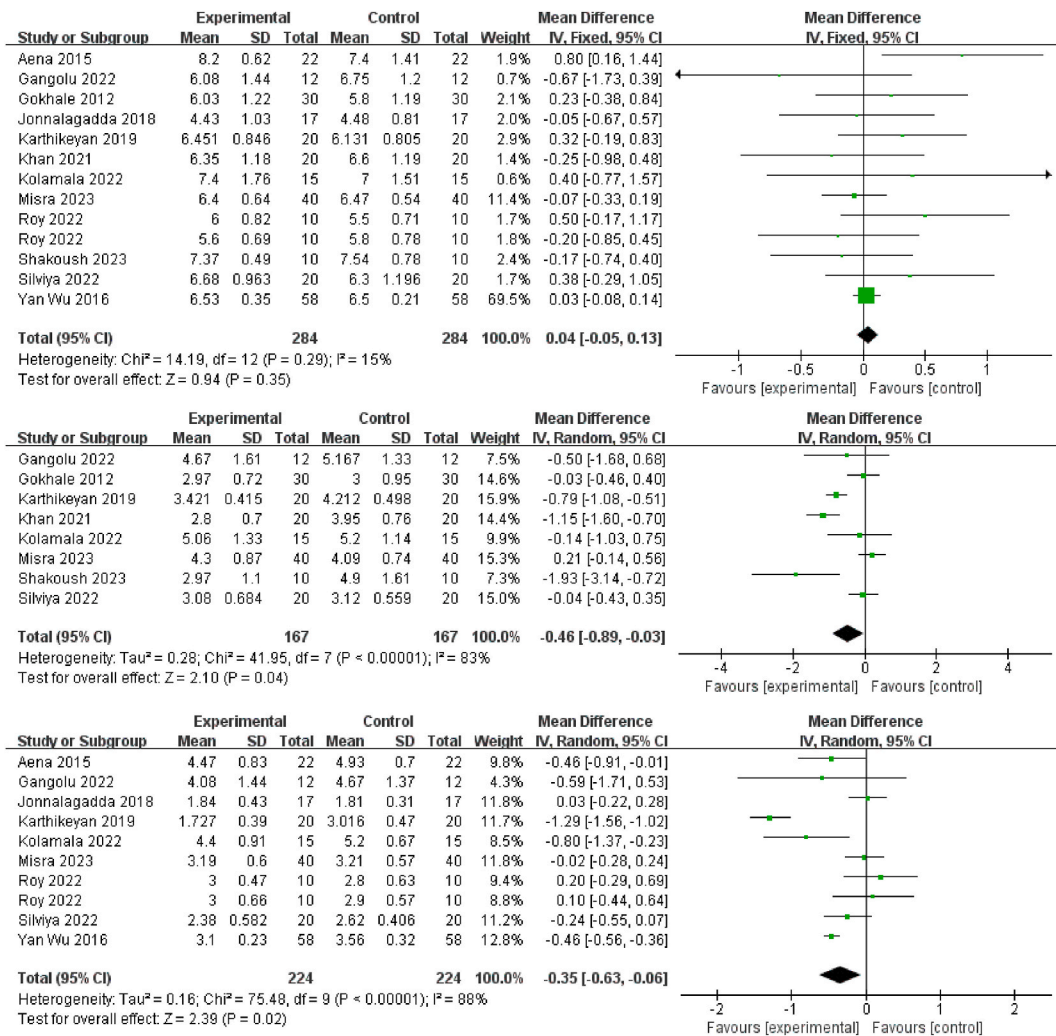 Experimental Control Mean Difference Mean Difference
Study or Subgroup Mean SD Total Mean SD Total Weight IV, Fixed, 95% CI IV, Fixed, 95% CI
Aena 2015 8.2 0.62 22 7.4 1.41 22 1.9% 0.80 [0.16, 1.44]
Gangolu 2022 6.08 1.44 12 6.75 1.2 12 0.7% -0.67 [-1.73, 0.39]
Gokhale 2012 6.03 1.22 30 5.8 1.19 30 2.1% 0.23 [-0.38, 0.84]
Jonnalagadda 2018 4.43 1.03 17 4.48 0.81 17 2.0% -0.05 [-0.67, 0.57]
Karthikeyan 2019 6.451 0.846 20 6.131 0.805 20 2.9% 0.32 [-0.19, 0.83]
Khan 2021 6.35 1.18 20 6.6 1.19 20 1.4% -0.25 [-0.98, 0.48]
Kolamala 2022 7.4 1.76 15 7 1.51 15 0.6% 0.40 [-0.77, 1.57]
Misra 2023 6.4 0.64 40 6.47 0.54 40 11.4% -0.07 [-0.33, 0.19]
Roy 2022 6 0.82 10 5.5 0.71 10 1.7% 0.50 [-0.17, 1.17]
Roy 2022 5.6 0.69 10 5.8 0.78 10 1.8% -0.20 [-0.85, 0.45]
Shakoush 2023 7.37 0.49 10 7.54 0.78 10 2.4% -0.17 [-0.74, 0.40]
Silviya 2022 6.68 0.963 20 6.3 1.196 20 1.7% 0.38 [-0.29, 1.05]
Yan Wu 2016 6.53 0.35 58 6.5 0.21 58 69.5% 0.03 [-0.08, 0.14]
Total (95% CI) 284 284 100.0% 0.04 [-0.05, 0.13]
Heterogeneity: Chi² = 14.19, df = 12 (P = 0.29); I² = 15%
Test for overall effect: Z = 0.94 (P = 0.35)
-1 -0.5 0 0.5 1
Favours [experimental] Favours [control]
Experimental Control Mean Difference Mean Difference
Study or Subgroup Mean SD Total Mean SD Total Weight IV, Random, 95% CI IV, Random, 95% CI
Gangolu 2022 4.67 1.61 12 5.167 1.33 12 7.5% -0.50 [-1.68, 0.68]
Gokhale 2012 2.97 0.72 30 3 0.95 30 14.6% -0.03 [-0.46, 0.40]
Karthikeyan 2019 3.421 0.415 20 4.212 0.498 20 15.9% -0.79 [-1.08, -0.51]
Khan 2021 2.8 0.7 20 3.95 0.76 20 14.4% -1.15 [-1.60, -0.70]
Kolamala 2022 5.06 1.33 15 5.2 1.14 15 9.9% -0.14 [-1.03, 0.75]
Misra 2023 4.3 0.87 40 4.09 0.74 40 15.3% 0.21 [-0.14, 0.56]
Shakoush 2023 2.97 1.1 10 4.9 1.61 10 7.3% -1.93 [-3.14, -0.72]
Silviya 2022 3.08 0.684 20 3.12 0.559 20 15.0% -0.04 [-0.43, 0.35]
Total (95% CI) 167 167 100.0% -0.46 [-0.89, -0.03]
Heterogeneity: Tau² = 0.28; Chi² = 41.95, df = 7 (P < 0.00001); I² = 83%
Test for overall effect: Z = 2.10 (P = 0.04)
-4 -2 0 2 4
Favours [experimental] Favours [control]
Experimental Control Mean Difference Mean Difference
Study or Subgroup Mean SD Total Mean SD Total Weight IV, Random, 95% CI IV, Random, 95% CI
Aena 2015 4.47 0.83 22 4.93 0.7 22 9.8% -0.46 [-0.91, -0.01]
Gangolu 2022 4.08 1.44 12 4.67 1.37 12 4.3% -0.59 [-1.71, 0.53]
Jonnalagadda 2018 1.84 0.43 17 1.81 0.31 17 11.8% 0.03 [-0.22, 0.28]
Karthikeyan 2019 1.727 0.39 20 3.016 0.47 20 11.7% -1.29 [-1.56, -1.02]
Kolamala 2022 4.4 0.91 15 5.2 0.67 15 8.5% -0.80 [-1.37, -0.23]
Misra 2023 3.19 0.6 40 3.21 0.57 40 11.8% -0.02 [-0.28, 0.24]
Roy 2022 3 0.47 10 2.8 0.63 10 9.4% 0.20 [-0.29, 0.69]
Roy 2022 3 0.66 10 2.9 0.57 10 8.8% 0.10 [-0.44, 0.64]
Silviya 2022 2.38 0.582 20 2.62 0.406 20 11.2% -0.24 [-0.55, 0.07]
Yan Wu 2016 3.1 0.23 58 3.56 0.32 58 12.8% -0.46 [-0.56, -0.36]
Total (95% CI) 224 224 100.0% -0.35 [-0.63, -0.06]
Heterogeneity: Tau² = 0.16; Chi² = 75.48, df = 9 (P < 0.00001); I² = 88%
Test for overall effect: Z = 2.39 (P = 0.02)
-2 -1 0 1 2
Favours [experimental] Favours [control]